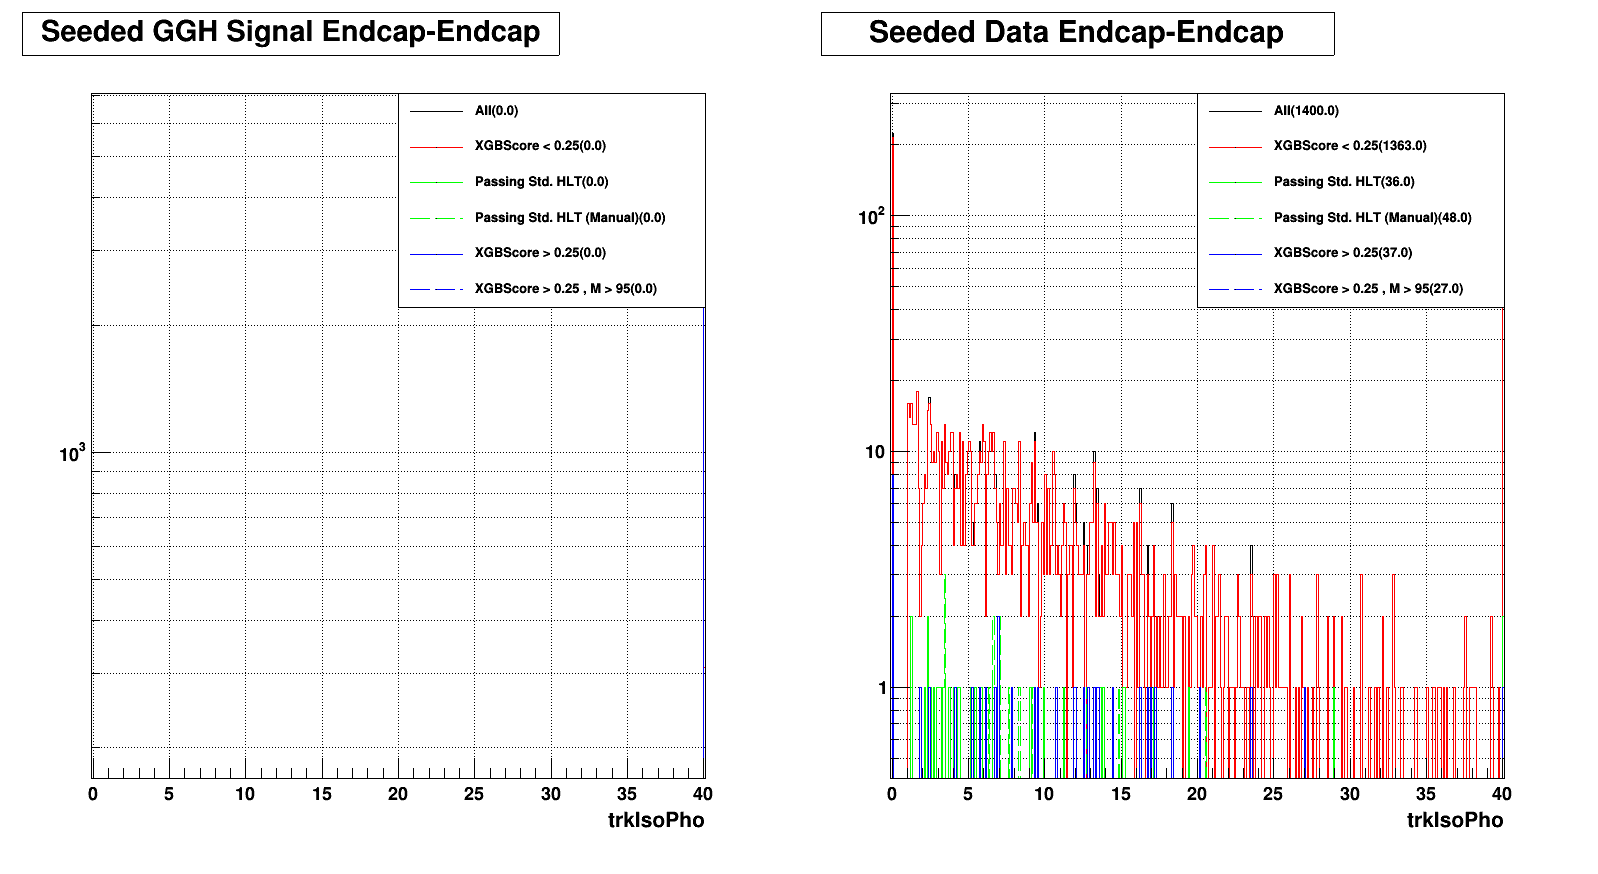 Seeded GGH Signal Endcap-Endcap
All(0.0)
XGBScore < 0.25(0.0)
Passing Std. HLT(0.0)
Passing Std. HLT (Manual)(0.0)
XGBScore > 0.25(0.0)
XGBScore > 0.25 , M > 95(0.0)
10³
0 5 10 15 20 25 30 35 40
trkIsoPho
Seeded Data Endcap-Endcap
All(1400.0)
XGBScore < 0.25(1363.0)
Passing Std. HLT(36.0)
Passing Std. HLT (Manual)(48.0)
XGBScore > 0.25(37.0)
XGBScore > 0.25 , M > 95(27.0)
10²
10
1
0 5 10 15 20 25 30 35 40
trkIsoPho